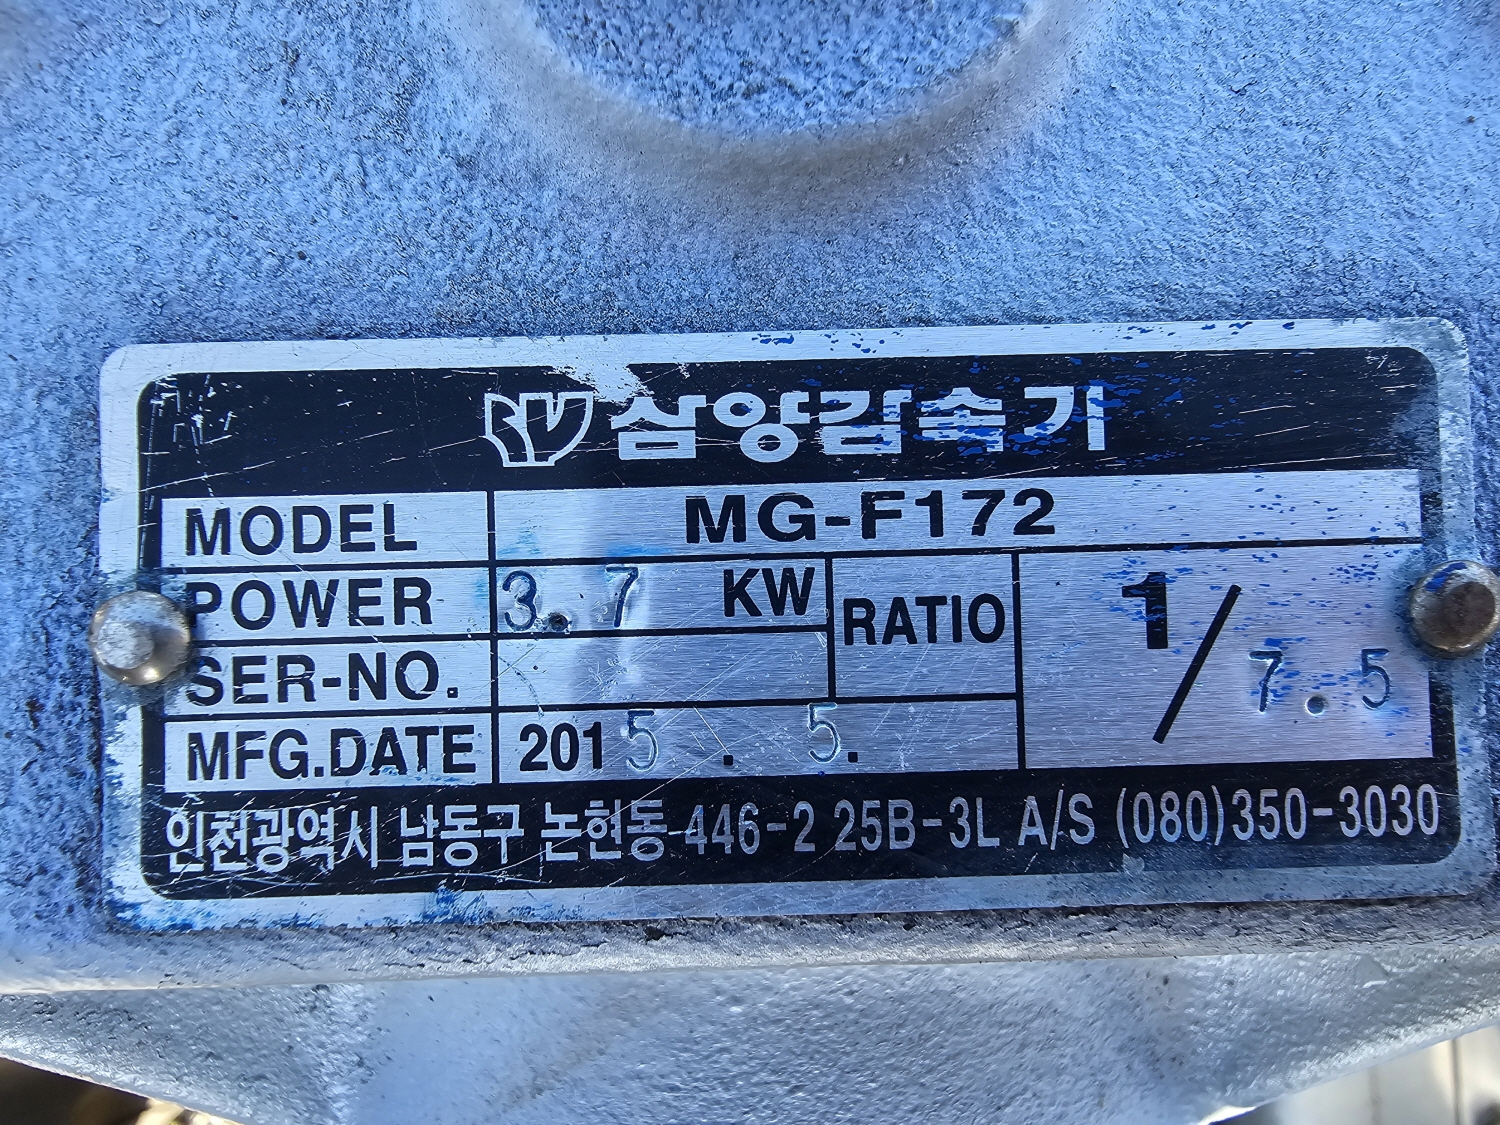 삼양감속기
MODEL MG-F172
POWER 3.7 KW RATIO 1/7.5
SER-NO.
MFG.DATE 2015. 5.
인천광역시 남동구 논현동 446-2 25B-3L A/S (080)350-3030